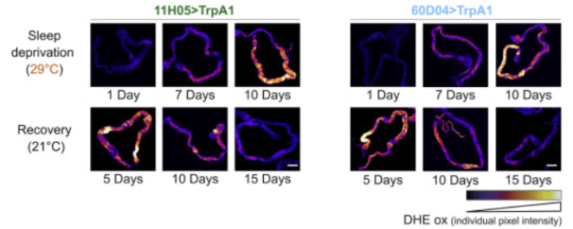 11H05>TrpA1
60D04>TrpA1
Sleep
deprivation
(29°C)
1 Day
7 Days
10 Days
1 Day
7 Days
10 Days
Recovery
(21°C)
5 Days
10 Days
15 Days
5 Days
10 Days
15 Days
DHE ox (individual pixel intensity)